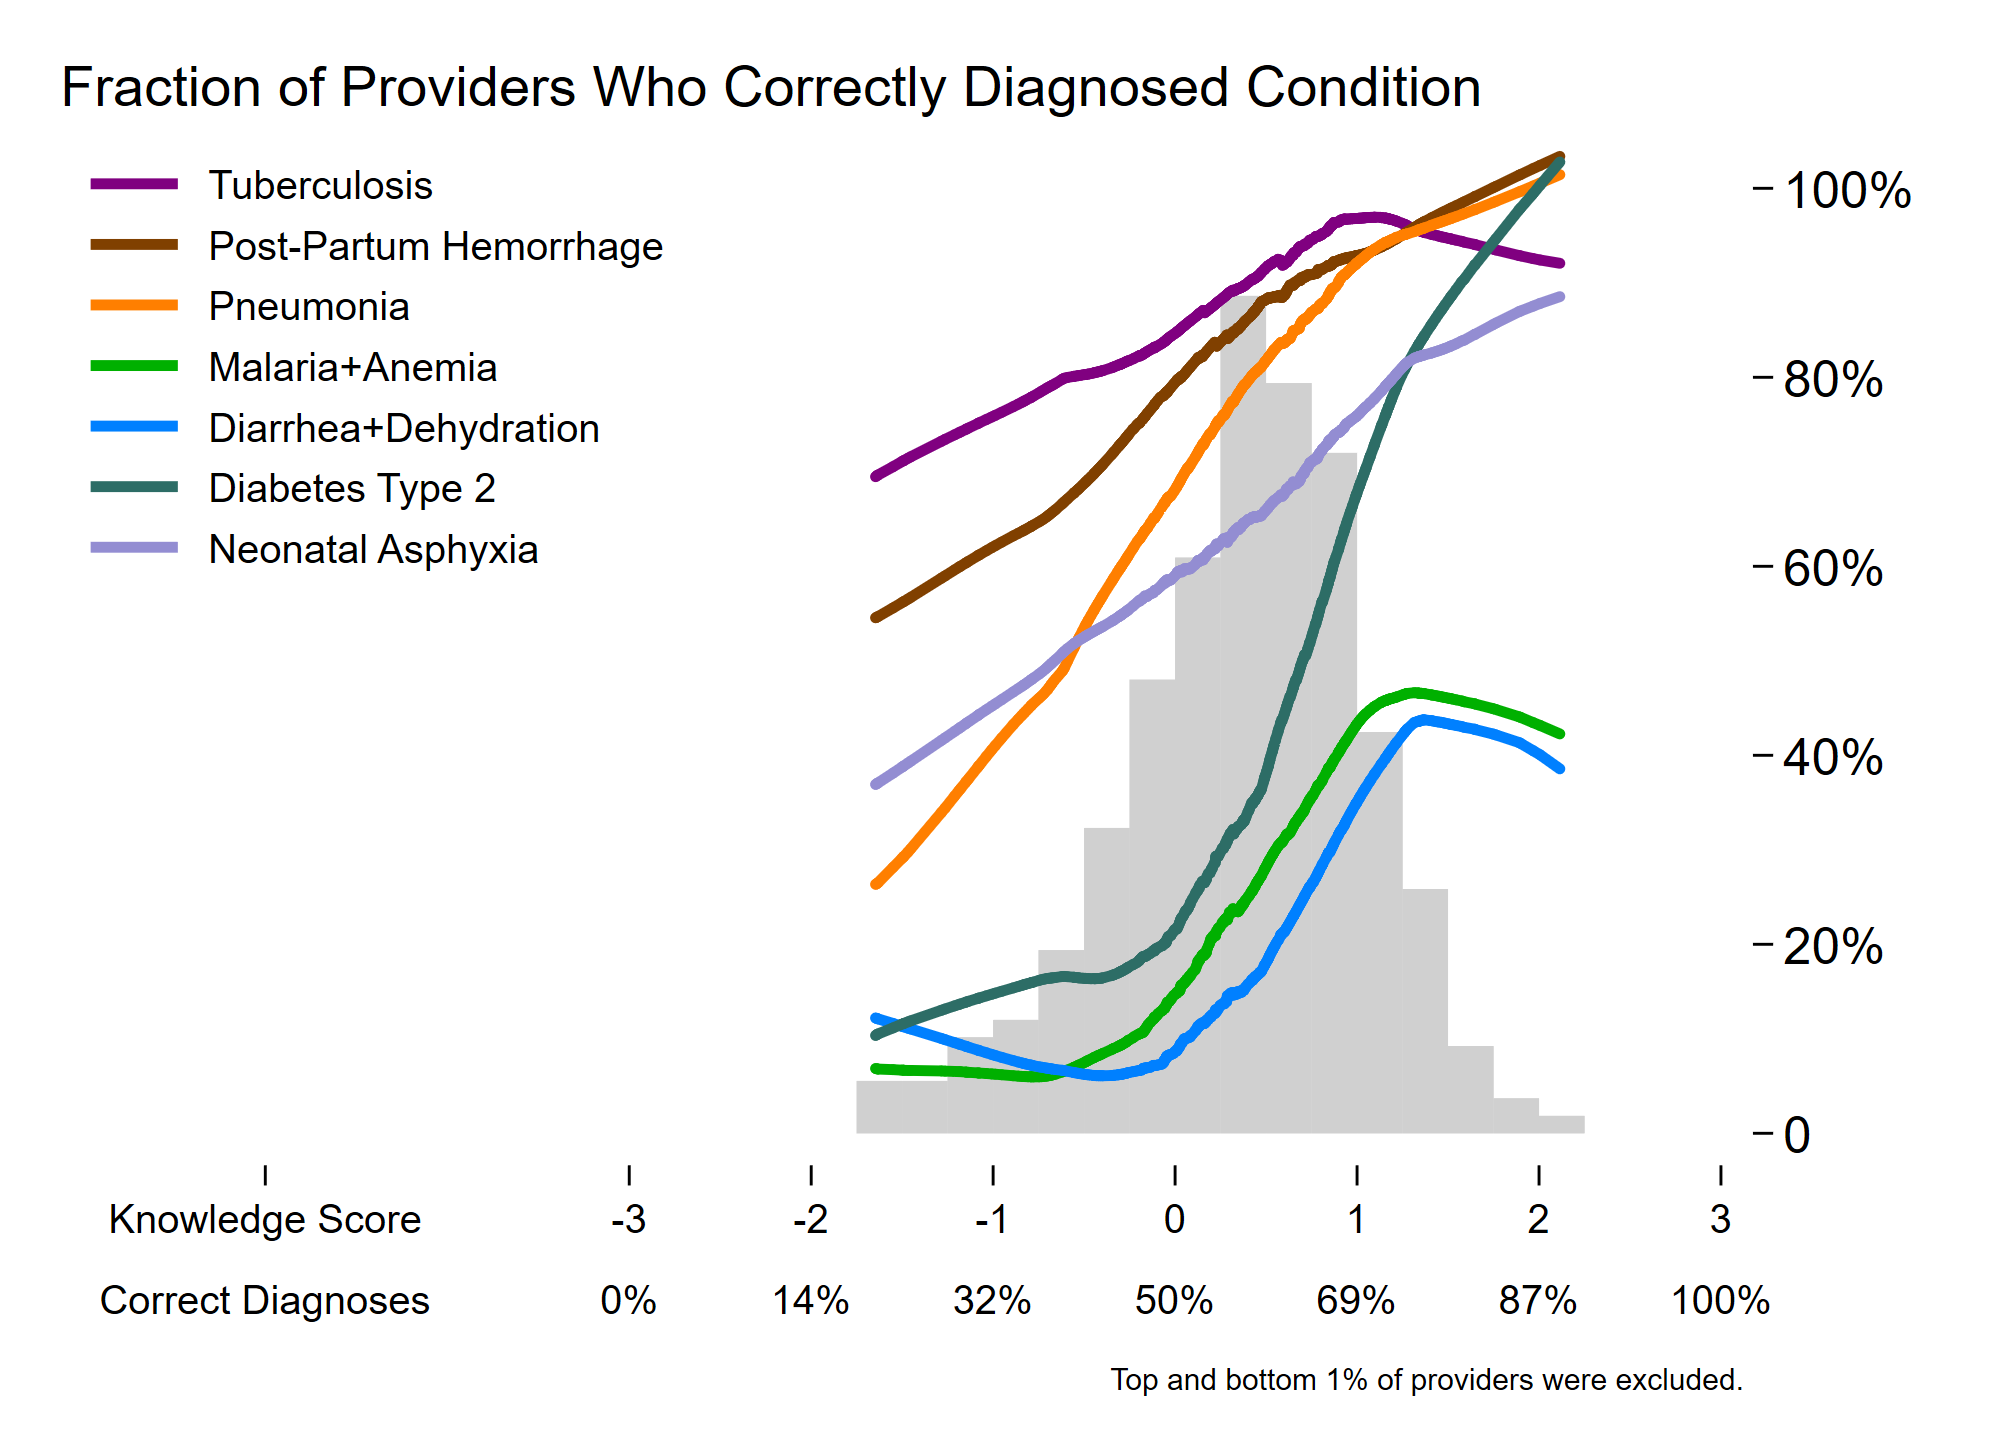 Fraction of Providers Who Correctly Diagnosed Condition
Tuberculosis
Post-Partum Hemorrhage
Pneumonia
Malaria+Anemia
Diarrhea+Dehydration
Diabetes Type 2
Neonatal Asphyxia
100%
80%
60%
40%
20%
0
Knowledge Score -3 -2 -1 0 1 2 3
Correct Diagnoses 0% 14% 32% 50% 69% 87% 100%
Top and bottom 1% of providers were excluded.